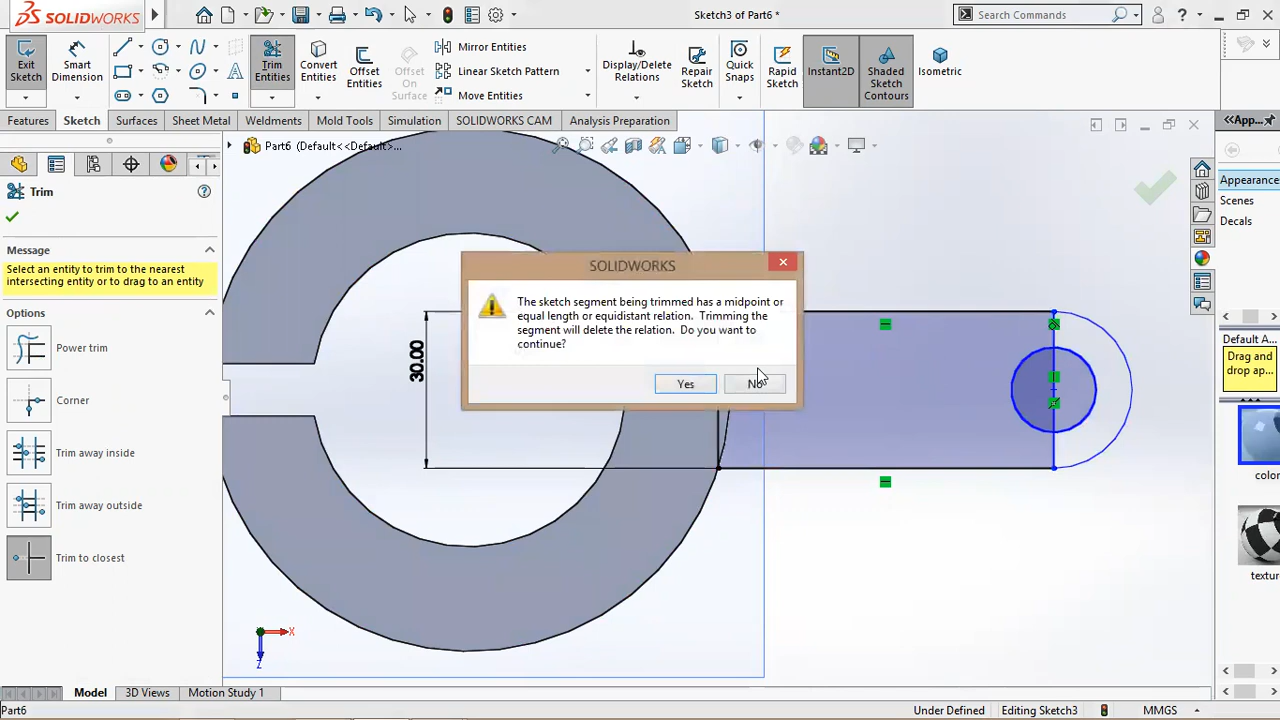 SOLIDWORKS
Sketch3 of Part6 *
Search Commands
Exit Sketch
Smart Dimension
Trim Entities
Convert Entities
Offset Entities
Offset On Surface
Mirror Entities
Linear Sketch Pattern
Move Entities
Display/Delete Relations
Repair Sketch
Quick Snaps
Rapid Sketch
Instant2D
Shaded Sketch Contours
Isometric
Features
Sketch
Surfaces
Sheet Metal
Weldments
Mold Tools
Simulation
SOLIDWORKS CAM
Analysis Preparation
«App...
Part6 (Default<<Default>...
Trim
Message
Select an entity to trim to the nearest
intersecting entity or to drag to an entity
Options
Power trim
Corner
Trim away inside
Trim away outside
Trim to closest
SOLIDWORKS
The sketch segment being trimmed has a midpoint or
equal length or equidistant relation. Trimming the
segment will delete the relation. Do you want to
continue?
Yes
No
30.00
Appearance
Scenes
Decals
Default A...
Drag and
drop ap...
color
textur
X
Z
Model
3D Views
Motion Study 1
Part6
Under Defined
Editing Sketch3
MMGS